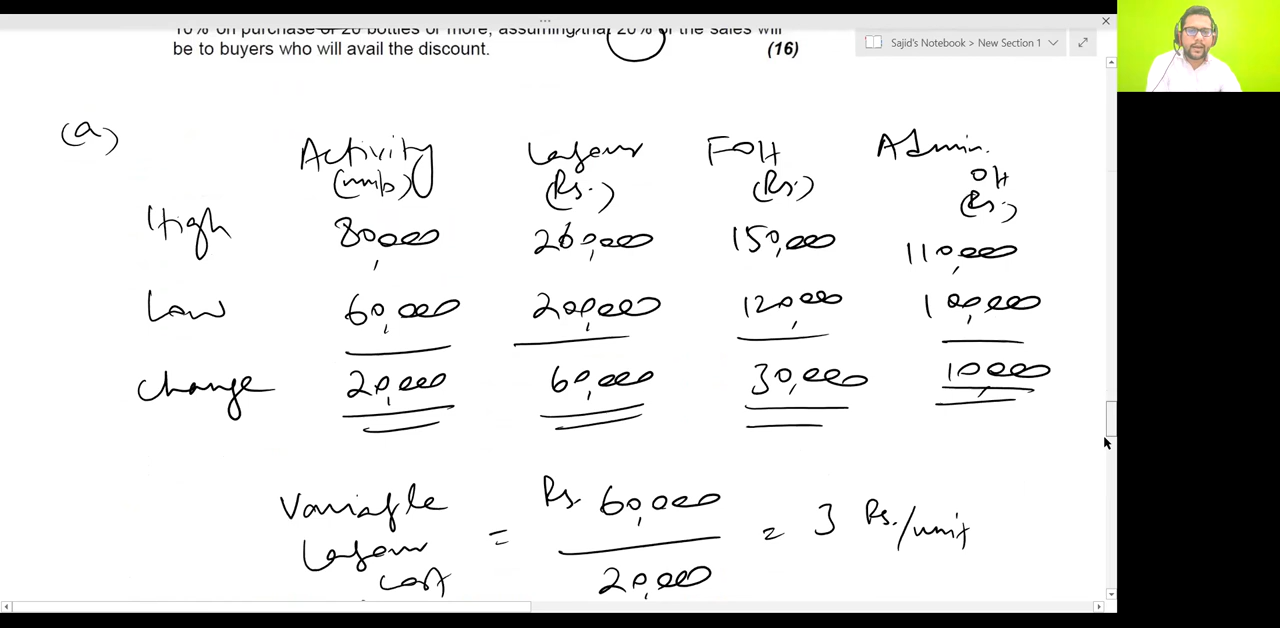 10% on purchase or 20 bottles or more, assuming that 20% of the sales will
be to buyers who will avail the discount. (16)
Sajid's Notebook > New Section 1
(a)
Activity (units) Labour (Rs.) FOH (Rs.) Admin. OH (Rs.)
High 80,000 260,000 150,000 110,000
Low 60,000 200,000 120,000 100,000
Change 20,000 60,000 30,000 10,000
Variable Labour cost = Rs. 60,000 / 20,000 = 3 Rs./unit